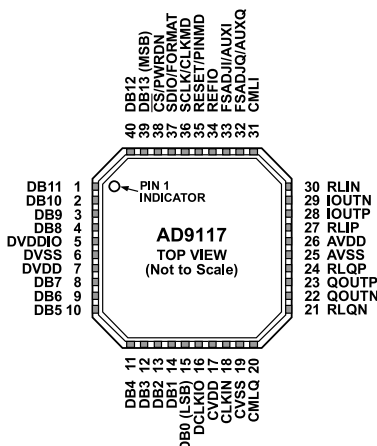 40 DB12
39 DB13 (MSB)
38 CS/PWRDN
37 SDIO/FORMAT
36 SCLK/CLKMD
35 RESET/PINMD
34 REFIO
33 FSADJI/AUXI
32 FSADJQ/AUXQ
31 CMLI
DB11 1
DB10 2
DB9 3
DB8 4
DVDDIO 5
DVSS 6
DVDD 7
DB7 8
DB6 9
DB5 10
PIN 1
INDICATOR
AD9117
TOP VIEW
(Not to Scale)
30 RLIN
29 IOUTN
28 IOUTP
27 RLIP
26 AVDD
25 AVSS
24 RLQP
23 QOUTP
22 QOUTN
21 RLQN
DB4 11
DB3 12
DB2 13
DB1 14
DB0 (LSB) 15
DCLKIO 16
CVDD 17
CLKIN 18
CVSS 19
CMLQ 20